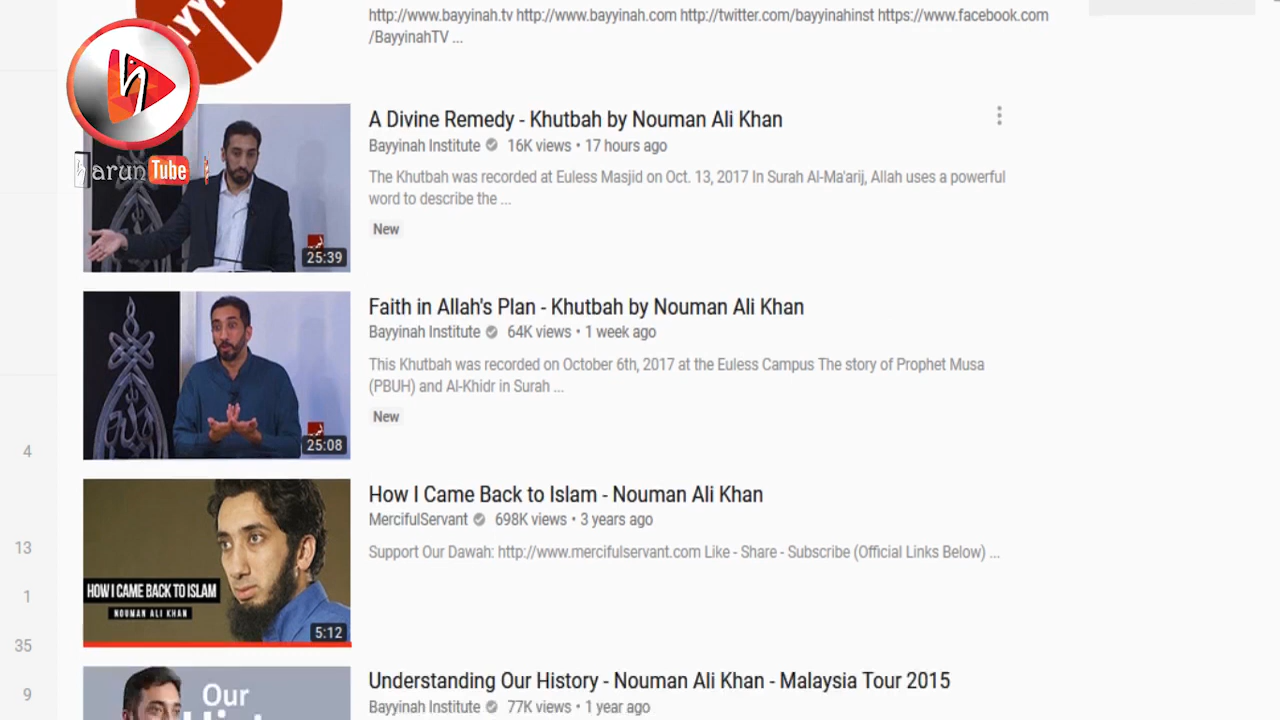 http://www.bayyinah.tv http://www.bayyinah.com http://twitter.com/bayyinahinst https://www.facebook.com
/BayyinahTV ...
h
harunTube
A Divine Remedy - Khutbah by Nouman Ali Khan
Bayyinah Institute 16K views • 17 hours ago
The Khutbah was recorded at Euless Masjid on Oct. 13, 2017 In Surah Al-Ma'arij, Allah uses a powerful
word to describe the ...
New
25:39
Faith in Allah's Plan - Khutbah by Nouman Ali Khan
Bayyinah Institute 64K views • 1 week ago
This Khutbah was recorded on October 6th, 2017 at the Euless Campus The story of Prophet Musa
(PBUH) and Al-Khidr in Surah ...
New
25:08
4
How I Came Back to Islam - Nouman Ali Khan
MercifulServant 698K views • 3 years ago
Support Our Dawah: http://www.mercifulservant.com Like - Share - Subscribe (Official Links Below) ...
HOW I CAME BACK TO ISLAM
NOUMAN ALI KHAN
5:12
13
1
35
9
Understanding Our History - Nouman Ali Khan - Malaysia Tour 2015
Bayyinah Institute 77K views • 1 year ago
Our